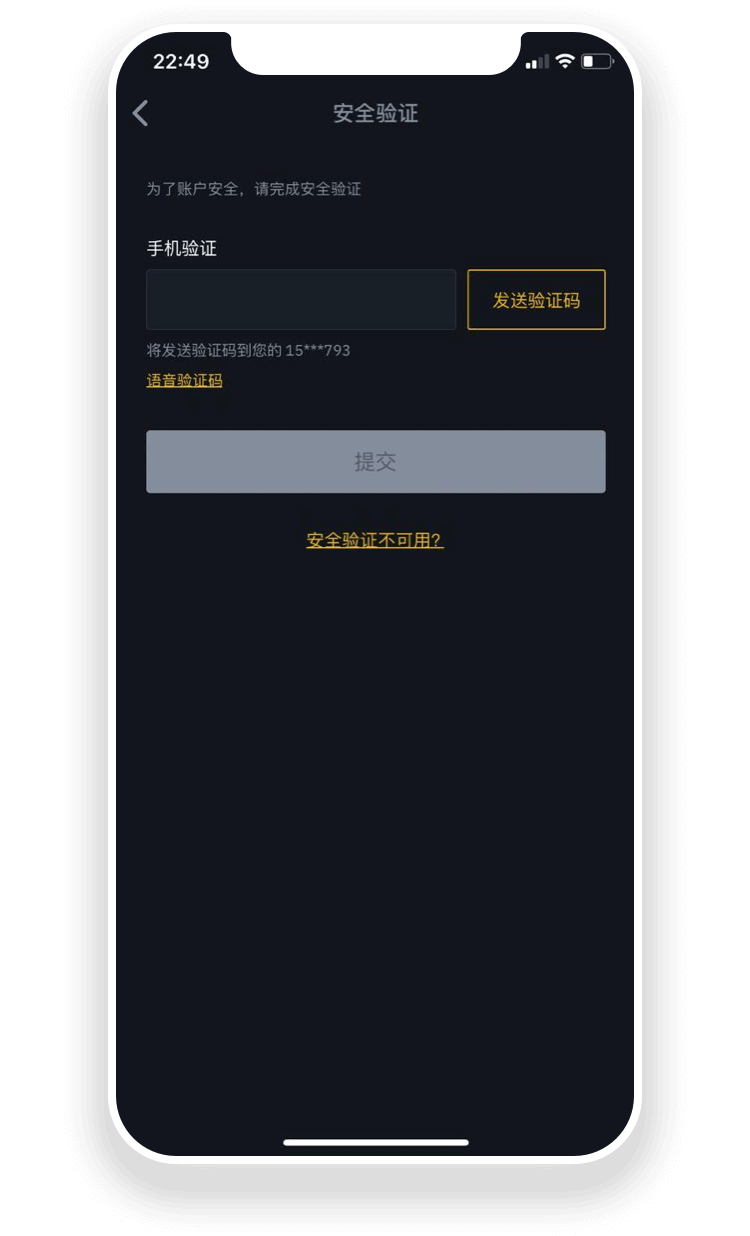 22:49
安全验证
为了账户安全，请完成安全验证
手机验证
发送验证码
将发送验证码到您的 15***793
语音验证码
提交
安全验证不可用？